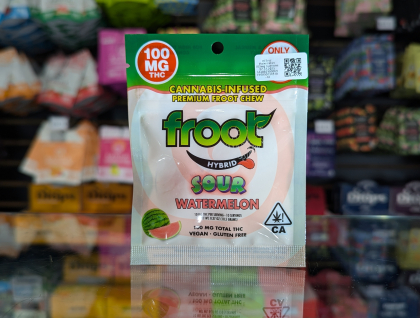 100
MG
THC
ONLY
CANNABIS-INFUSED
PREMIUM FROOT CHEW
froot
HYBRID
SOUR
WATERMELON
100 MG TOTAL THC
VEGAN · GLUTEN FREE
!
CA